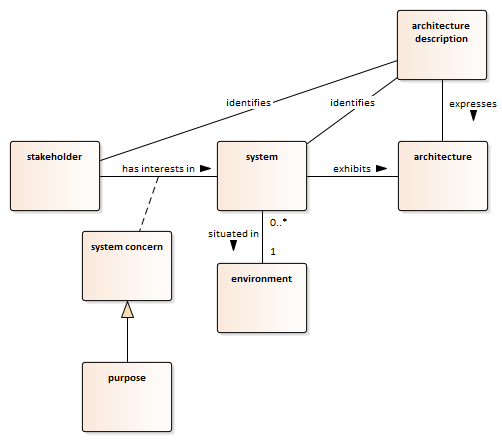 architecture
description
identifies
identifies
expresses
stakeholder
has interests in
system
exhibits
architecture
0..*
situated in
system concern
1
environment
purpose